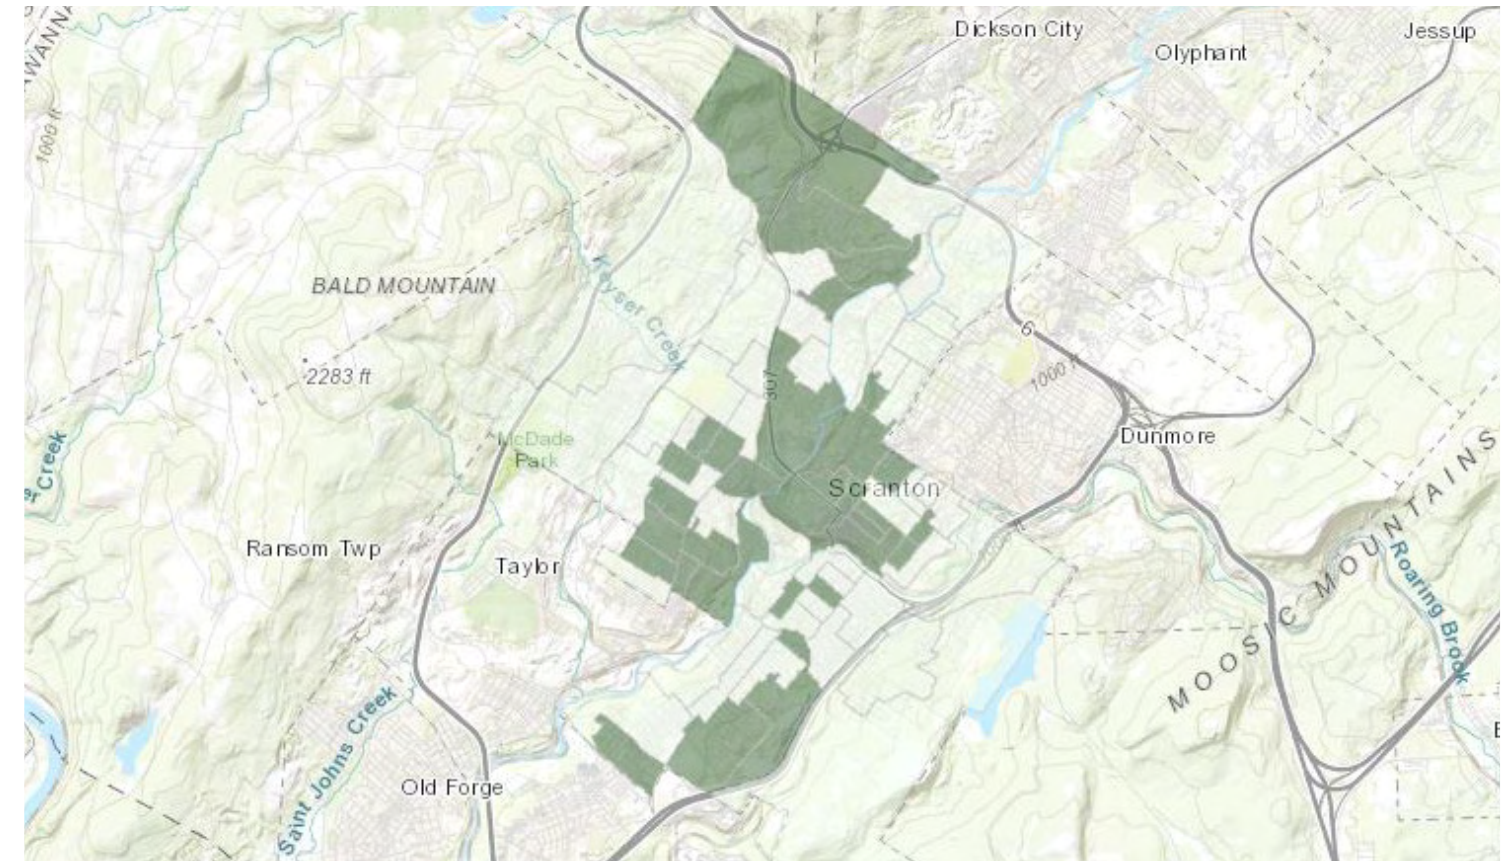 Dickson City
Jessup
Olyphant
1000 ft
BALD MOUNTAIN
Keyser Creek
2283 ft
6
307
1000 ft
McDade
Park
Dunmore
Creek
Scranton
MOOSIC MOUNTAINS
Ransom Twp
Taylor
Roaring Brook
Saint Johns Creek
Old Forge